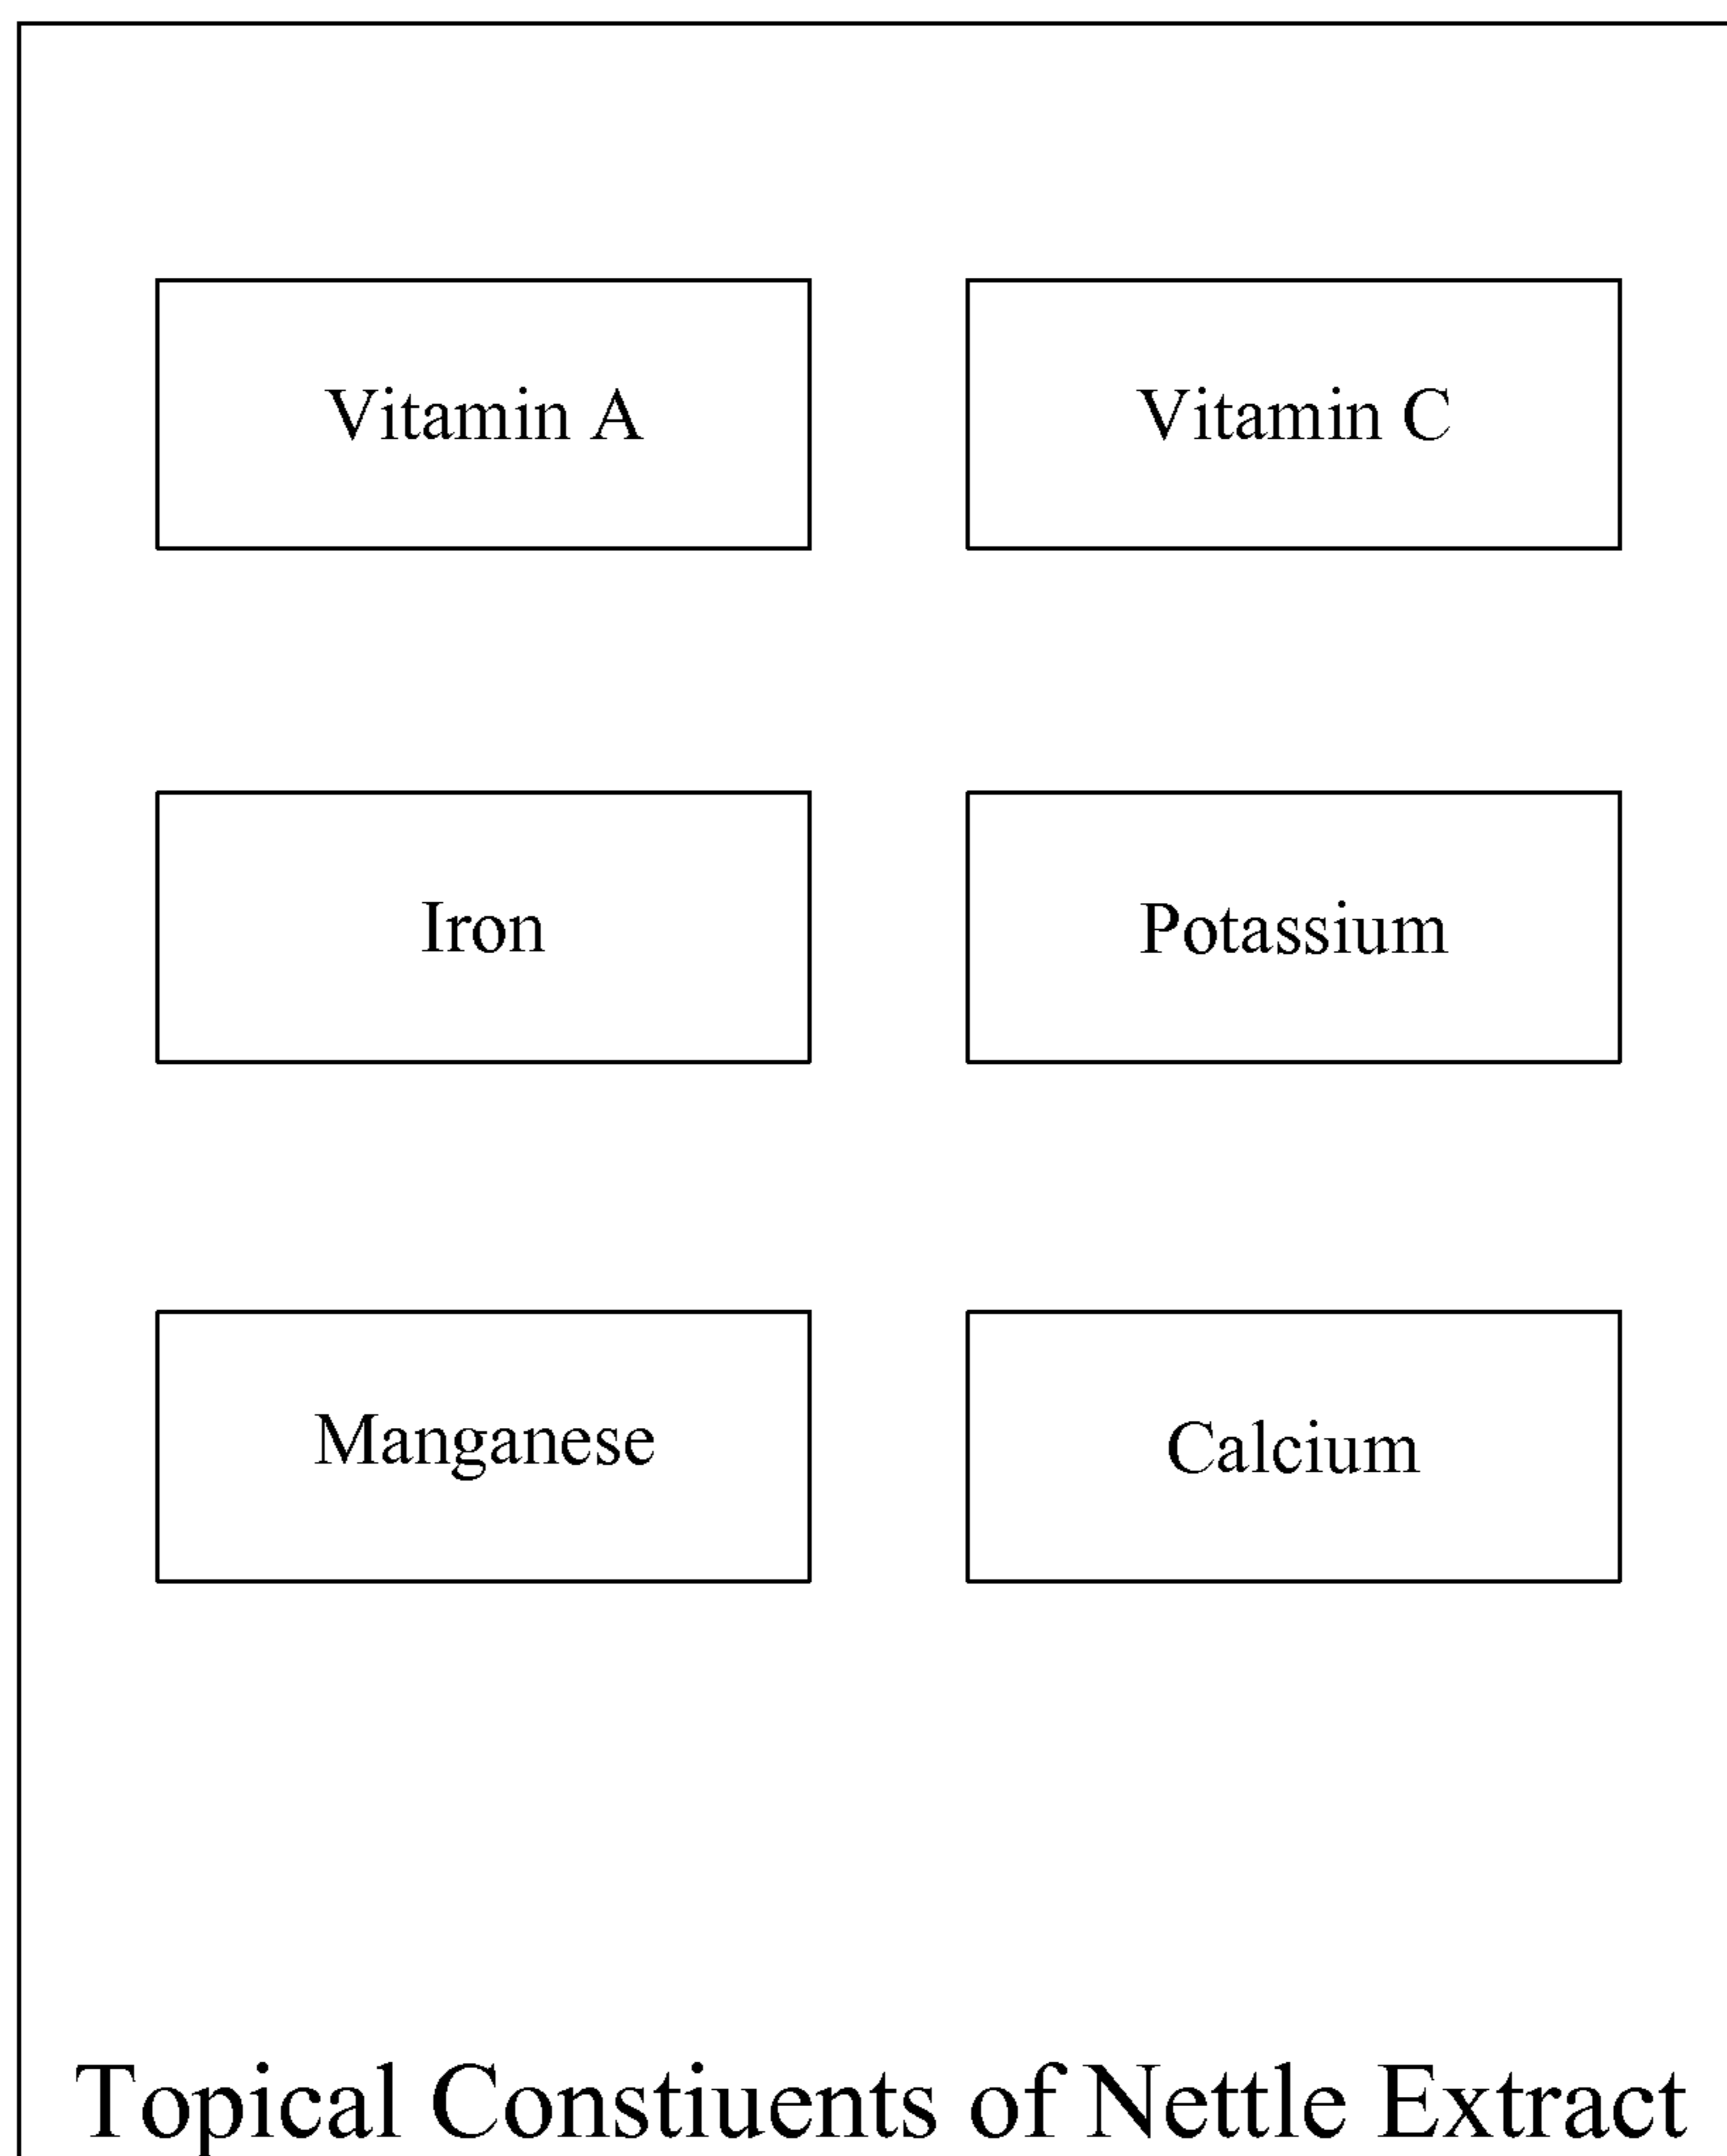 Vitamin A
Vitamin C
Iron
Potassium
Manganese
Calcium
Topical Constiuents of Nettle Extract